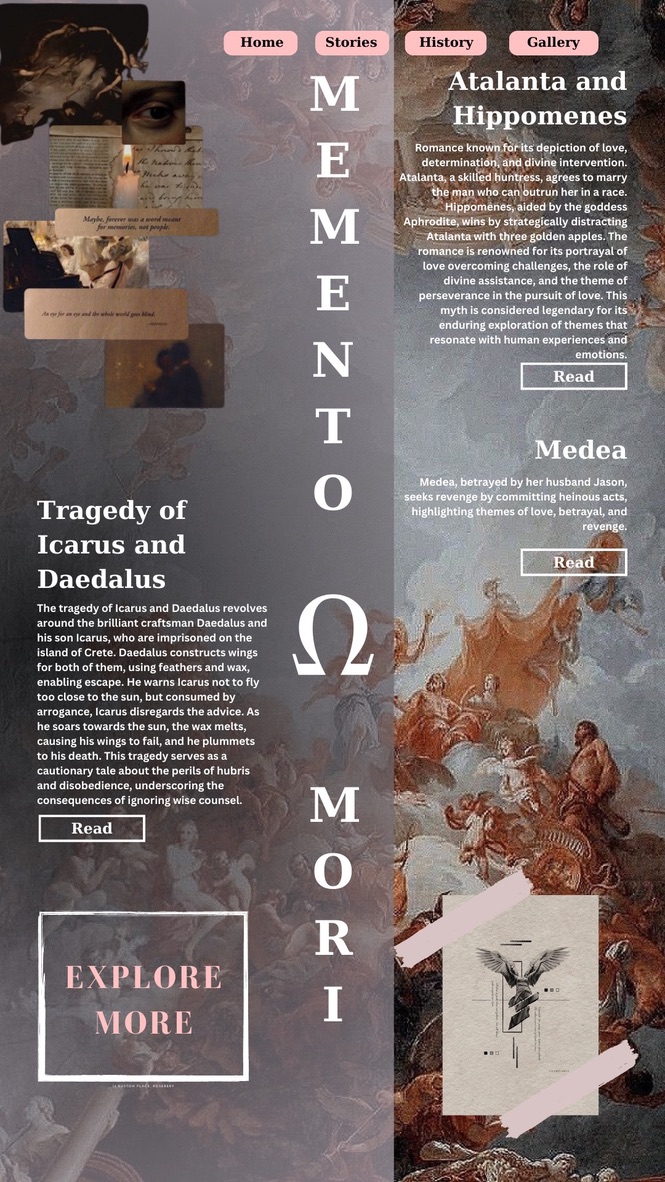 Home
Stories
History
Gallery
MEMENTO
Ω
MORI
Maybe, forever was a word meant
for memories, not people.
An eye for an eye and the whole world goes blind.
Atalanta and
Hippomenes
Romance known for its depiction of love,
determination, and divine intervention.
Atalanta, a skilled huntress, agrees to marry
the man who can outrun her in a race.
Hippomenes, aided by the goddess
Aphrodite, wins by strategically distracting
Atalanta with three golden apples. The
romance is renowned for its portrayal of
love overcoming challenges, the role of
divine assistance, and the theme of
perseverance in the pursuit of love. This
myth is considered legendary for its
enduring exploration of themes that
resonate with human experiences and
emotions.
Read
Medea
Medea, betrayed by her husband Jason,
seeks revenge by committing heinous acts,
highlighting themes of love, betrayal, and
revenge.
Read
Tragedy of
Icarus and
Daedalus
The tragedy of Icarus and Daedalus revolves
around the brilliant craftsman Daedalus and
his son Icarus, who are imprisoned on the
island of Crete. Daedalus constructs wings
for both of them, using feathers and wax,
enabling escape. He warns Icarus not to fly
too close to the sun, but consumed by
arrogance, Icarus disregards the advice. As
he soars towards the sun, the wax melts,
causing his wings to fail, and he plummets
to his death. This tragedy serves as a
cautionary tale about the perils of hubris
and disobedience, underscoring the
consequences of ignoring wise counsel.
Read
EXPLORE
MORE